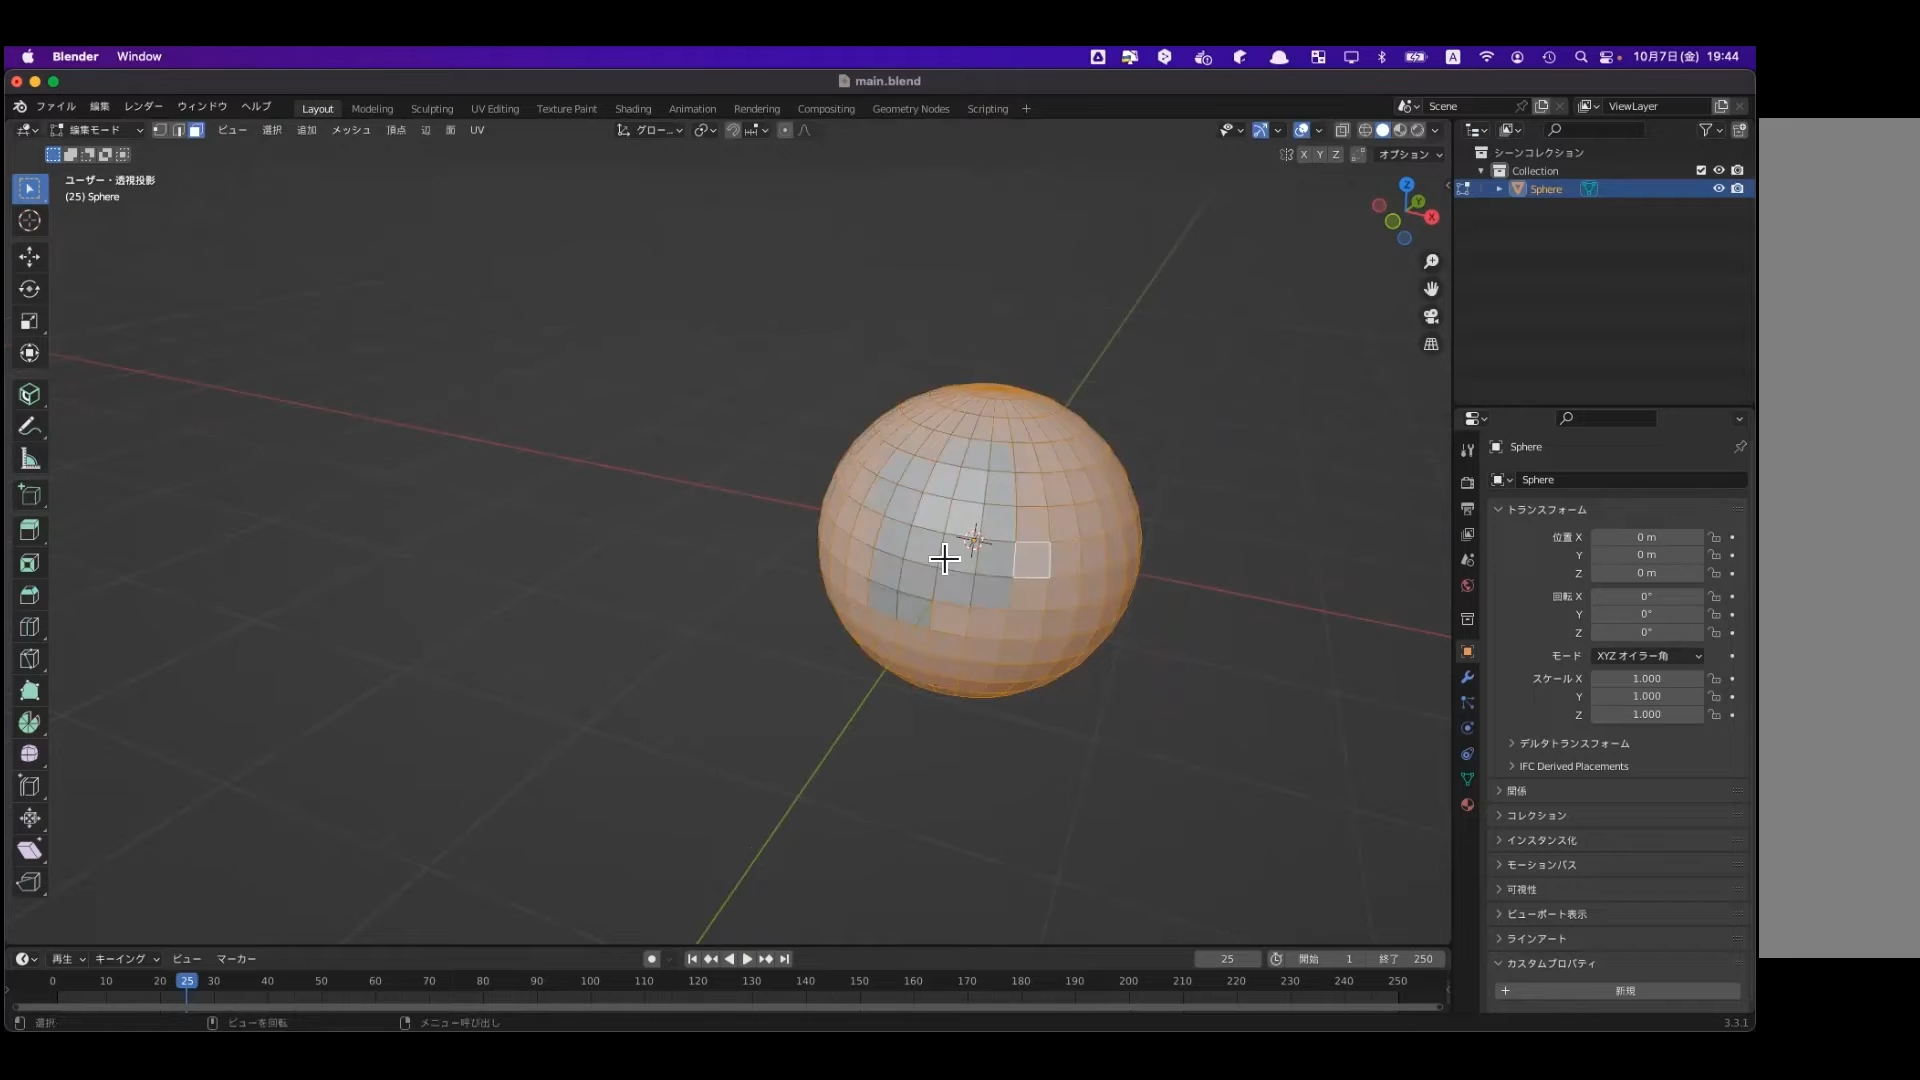 Blender Window 10月7日(金) 19:44
main.blend
ファイル 編集 レンダー ウィンドウ ヘルプ Layout Modeling Sculpting UV Editing Texture Paint Shading Animation Rendering Compositing Geometry Nodes Scripting + Scene ViewLayer
編集モード ビュー 選択 追加 メッシュ 頂点 辺 面 UV グロー...
X Y Z オプション
ユーザー・透視投影
(25) Sphere
Z
Y
X
シーンコレクション
Collection
Sphere
Sphere
Sphere
トランスフォーム
位置 X 0 m
Y 0 m
Z 0 m
回転 X 0°
Y 0°
Z 0°
モード XYZ オイラー角
スケール X 1.000
Y 1.000
Z 1.000
デルタトランスフォーム
IFC Derived Placements
関係
コレクション
インスタンス化
モーションパス
可視性
ビューポート表示
ラインアート
カスタムプロパティ
+ 新規
再生 キーイング ビュー マーカー 25 開始 1 終了 250
0 10 20 25 30 40 50 60 70 80 90 100 110 120 130 140 150 160 170 180 190 200 210 220 230 240 250
選択 ビューを回転 メニュー呼び出し 3.3.1